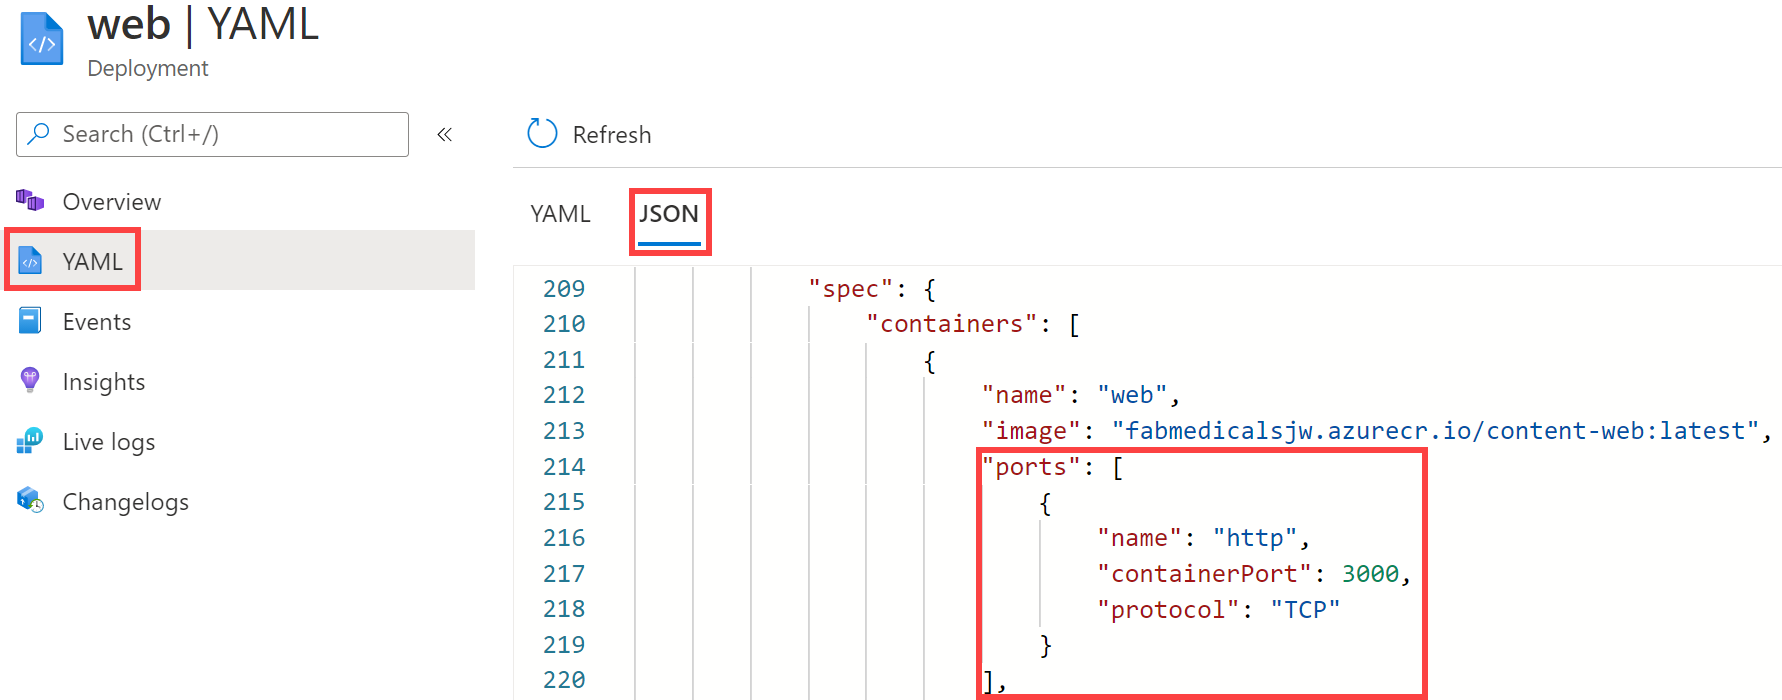 web | YAML
Deployment
Search (Ctrl+/)
«
Refresh
Overview
YAML
Events
Insights
Live logs
Changelogs
YAML JSON
209 "spec": {
210 "containers": [
211 {
212 "name": "web",
213 "image": "fabmedicalsjw.azurecr.io/content-web:latest",
214 "ports": [
215 {
216 "name": "http",
217 "containerPort": 3000,
218 "protocol": "TCP"
219 }
220 ],